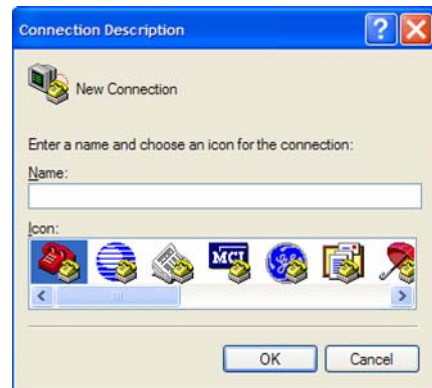 Connection Description
New Connection
Enter a name and choose an icon for the connection:
Name:
Icon:
MCI
OK
Cancel